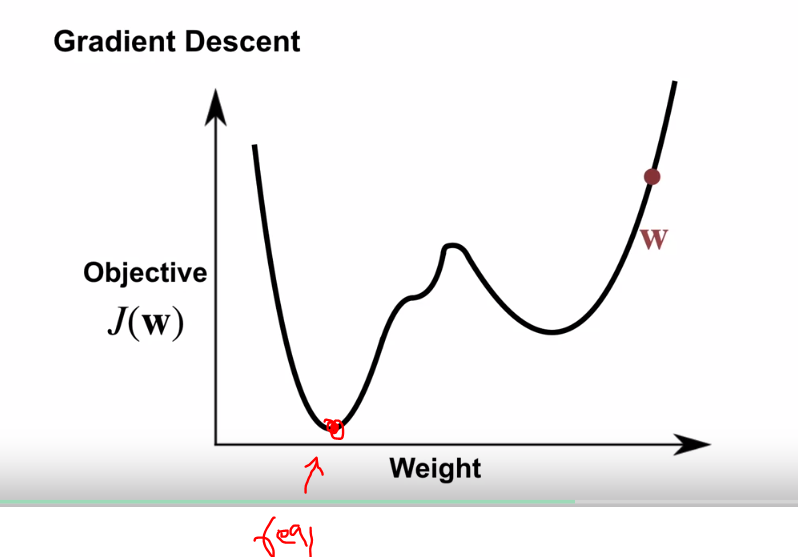 Gradient Descent
Objective
J(w)
w
Weight